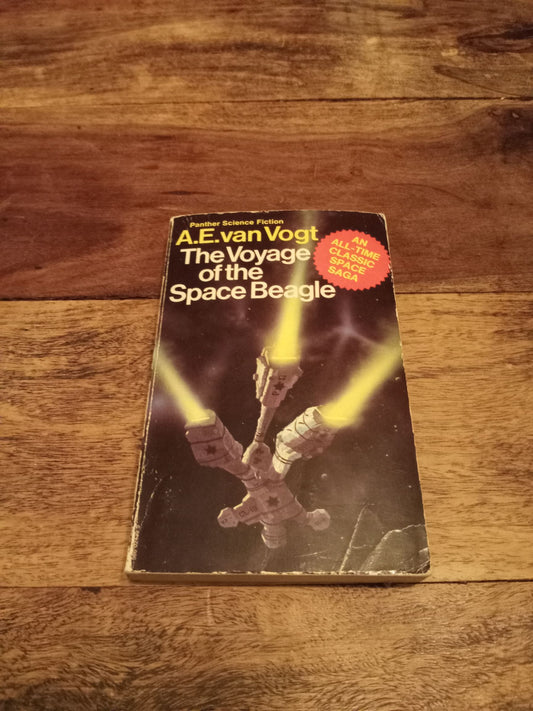 Panther Science Fiction
A.E. van Vogt
The Voyage
of the
Space Beagle
AN
ALL-TIME
CLASSIC
SPACE
SAGA